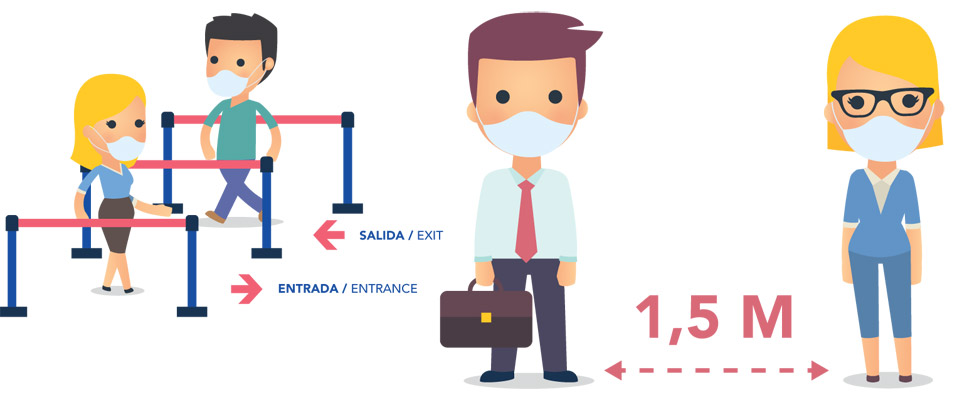 SALIDA / EXIT
ENTRADA / ENTRANCE
1,5 M